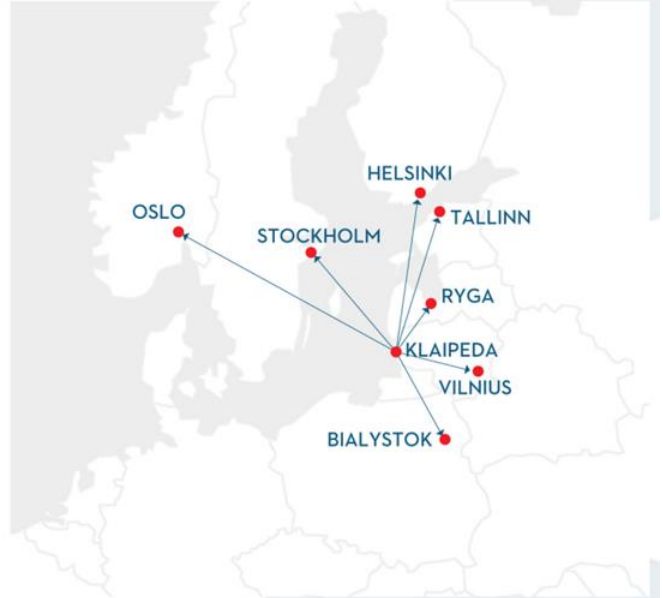 HELSINKI
OSLO
TALLINN
STOCKHOLM
RYGA
KLAIPEDA
VILNIUS
BIALYSTOK